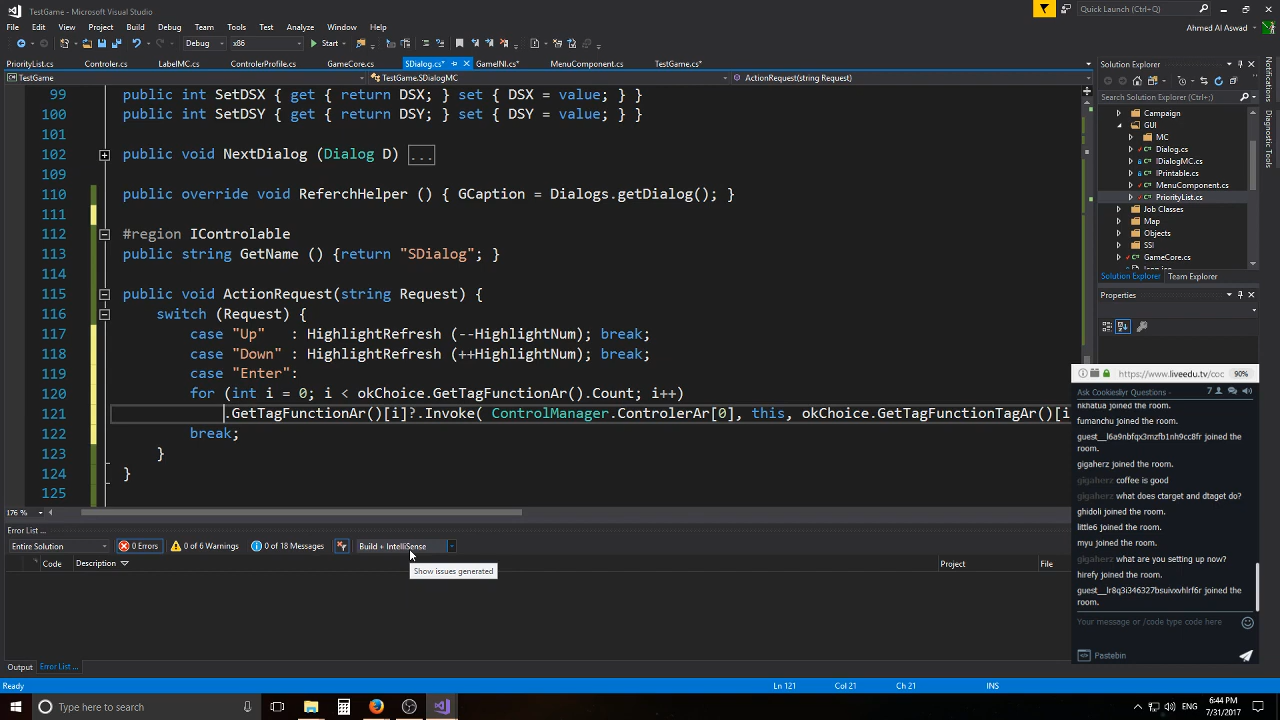 TestGame - Microsoft Visual Studio
Quick Launch (Ctrl+Q)
File Edit View Project Build Debug Team Tools Test Analyze Window Help
Ahmed Al Aswad
Debug x86 Start
PriorityList.cs Controler.cs LabelMC.cs ControlerProfile.cs GameCore.cs SDialog.cs* GameINI.cs* MenuComponent.cs TestGame.cs*
TestGame TestGame.SDialogMC ActionRequest(string Request)
99 public int SetDSX { get { return DSX; } set { DSX = value; } }
100 public int SetDSY { get { return DSY; } set { DSY = value; } }
101
102 public void NextDialog (Dialog D) ...
109
110 public override void ReferchHelper () { GCaption = Dialogs.getDialog(); }
111
112 #region IControlable
113 public string GetName () {return "SDialog"; }
114
115 public void ActionRequest(string Request) {
116 switch (Request) {
117 case "Up" : HighlightRefresh (--HighlightNum); break;
118 case "Down" : HighlightRefresh (++HighlightNum); break;
119 case "Enter":
120 for (int i = 0; i < okChoice.GetTagFunctionAr().Count; i++)
121 .GetTagFunctionAr()[i]?.Invoke( ControlManager.ControlerAr[0], this, okChoice.GetTagFunctionTagAr()[i
122 break;
123 }
124 }
125
176 %
Error List ...
Entire Solution 0 Errors 0 of 6 Warnings 0 of 18 Messages Build + IntelliSense
Code Description Project File
Show issues generated
Output Error List ...
Ready Ln 121 Col 21 Ch 21 INS
Solution Explorer
Search Solution Explorer (Ctrl+;)
Campaign
GUI
MC
Dialog.cs
IDialogMC.cs
IPrintable.cs
MenuComponent.cs
PriorityList.cs
Job Classes
Map
Objects
SSI
GameCore.cs
Solution Explorer Team Explorer
Properties
Notifications
Diagnostic Tools
https://www.liveedu.tv/coc 90%
Ask Cookieslyr Questions 7
nkhatua joined the room.
fumanchu joined the room.
guest__l6a9nbfqx3mzfb1nh9cc8fr joined the
room.
gigaherz joined the room.
gigaherz coffee is good
gigaherz what does ctarget and dtaget do?
ghidoli joined the room.
little6 joined the room.
myu joined the room.
gigaherz what are you setting up now?
hirefy joined the room.
guest__lr8q3i346327bsuivxvhlrf6r joined the
room.
Your message or /code type code here
Pastebin
Type here to search
6:44 PM
7/31/2017